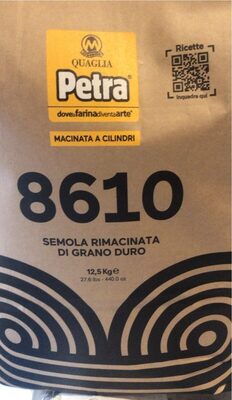 QUAGLIA
Petra®
dovelafarinadiventaarte®
MACINATA A CILINDRI
Ricette
inquadra qui
8610
SEMOLA RIMACINATA
DI GRANO DURO
12,5 Kg ℮
27.6 lbs - 440.0 oz